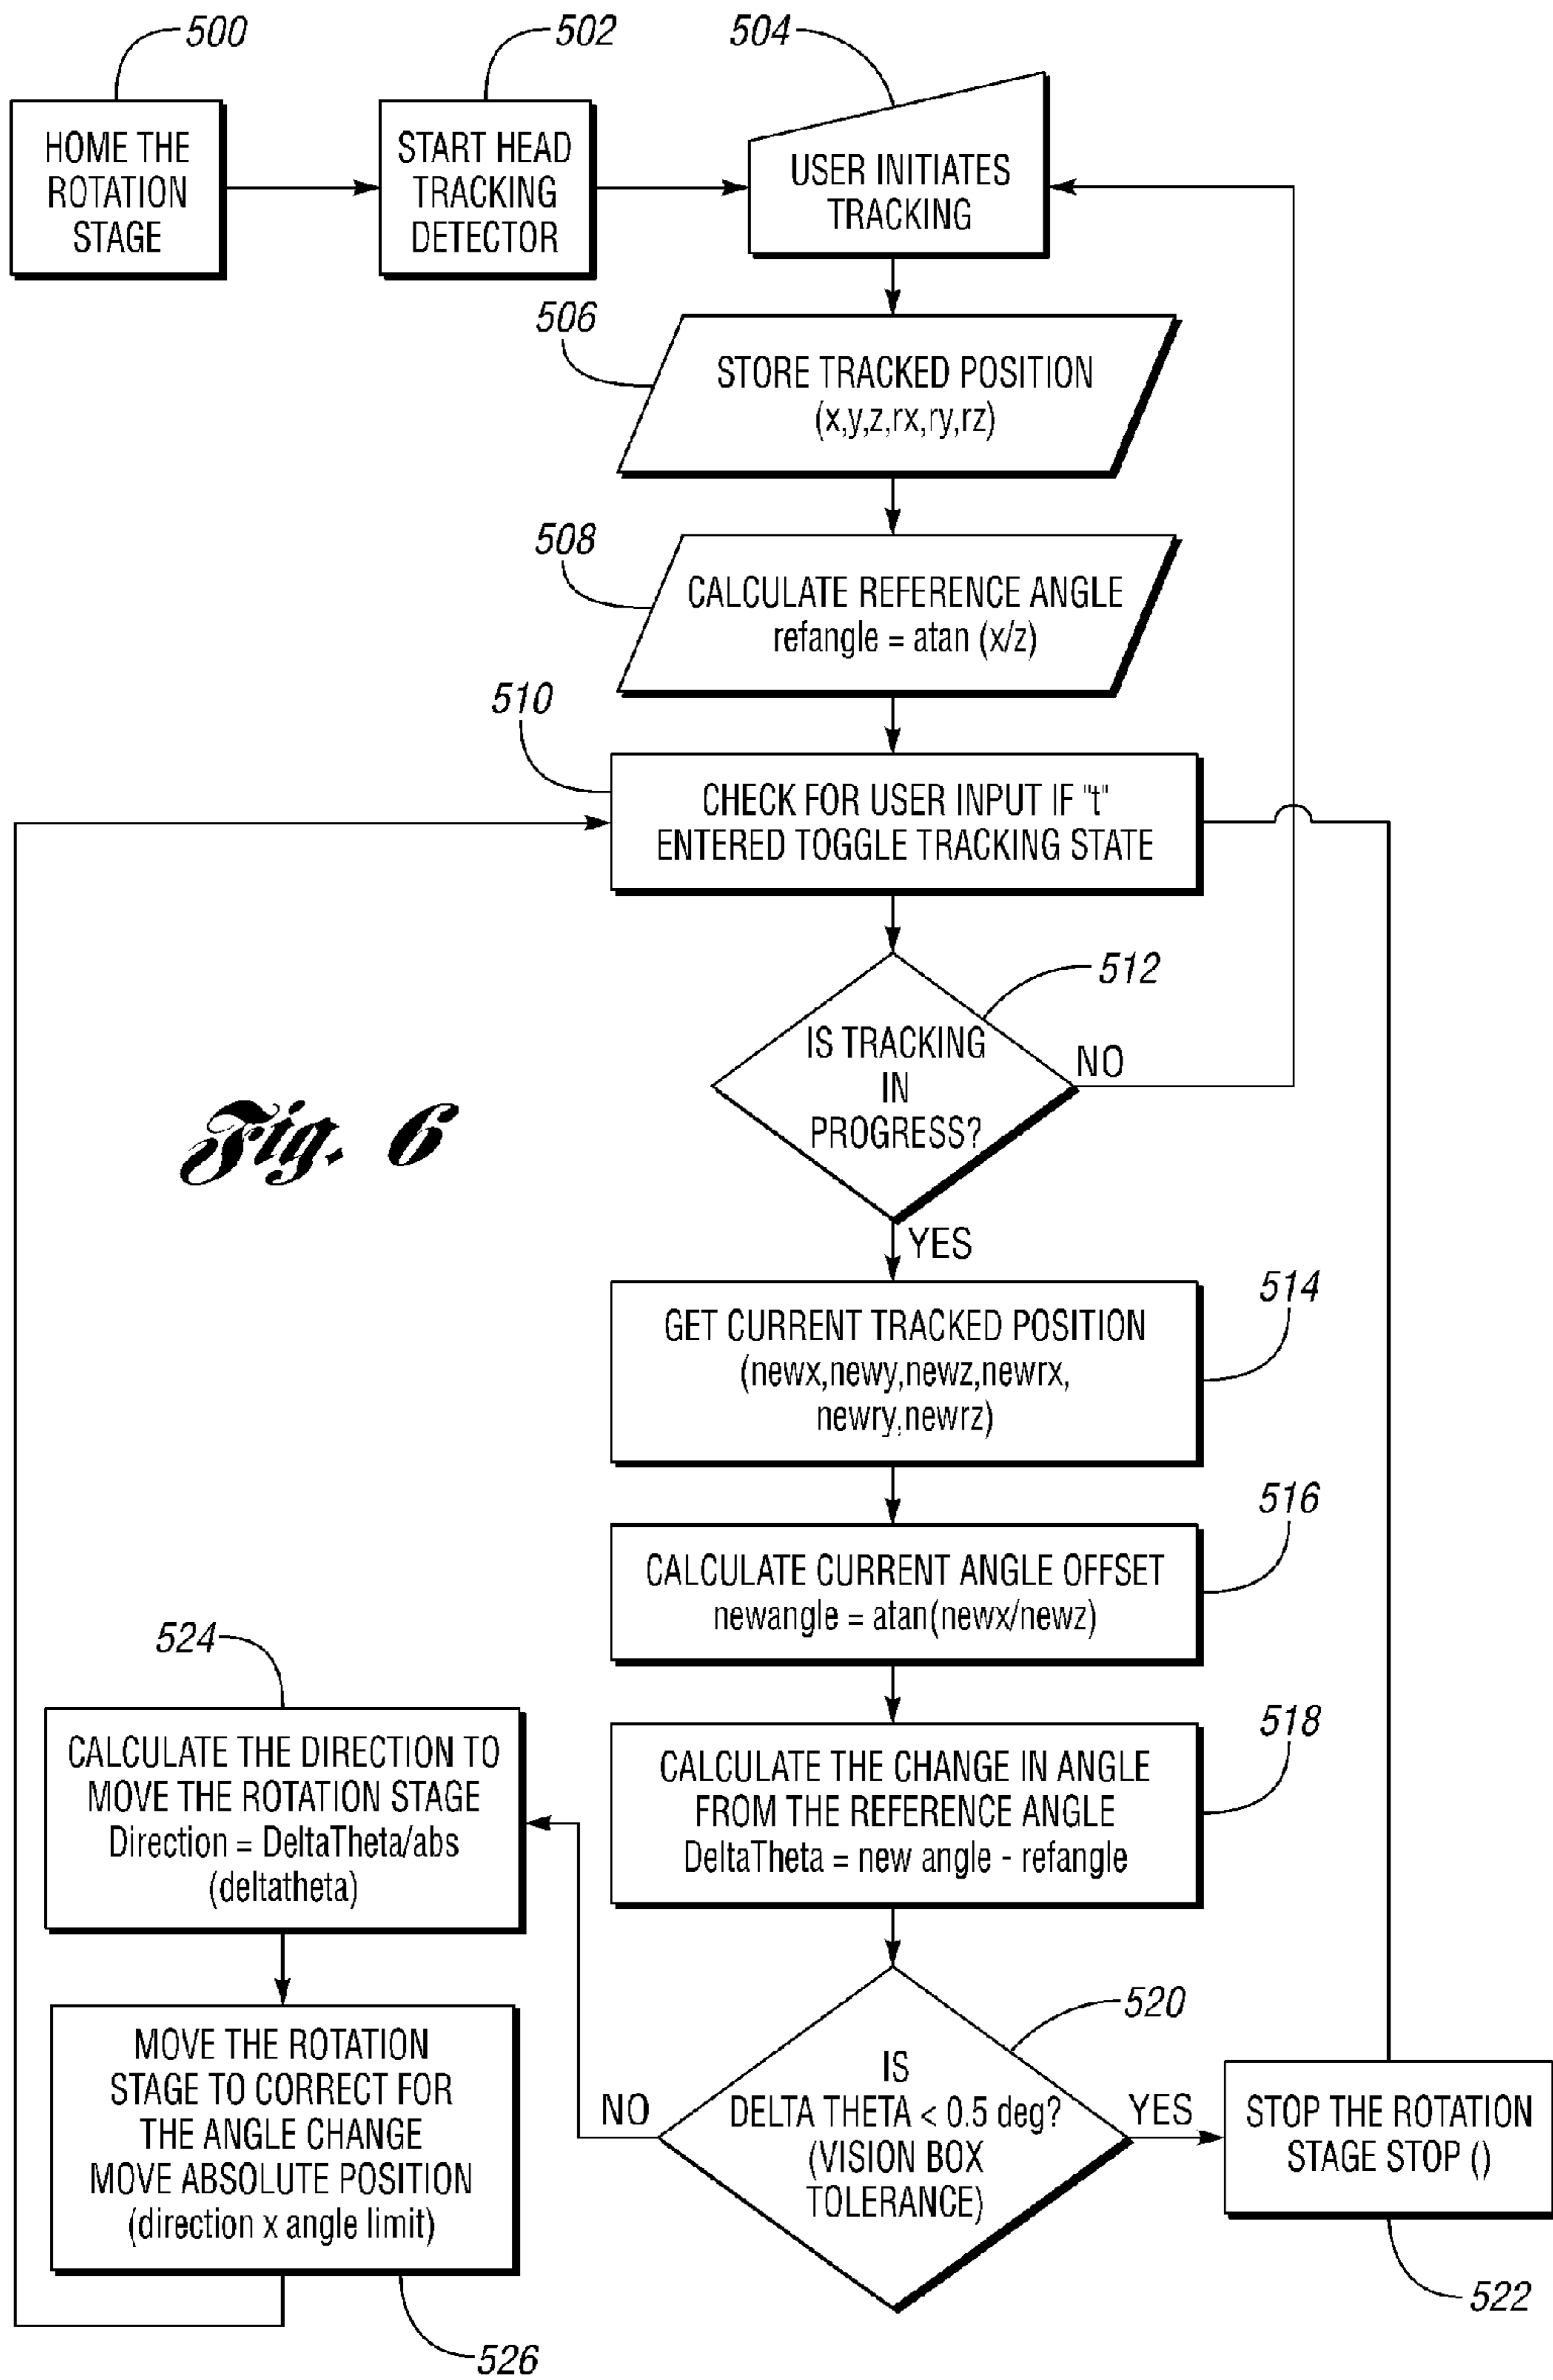 500
502
504
HOME THE
ROTATION
STAGE
START HEAD
TRACKING
DETECTOR
USER INITIATES
TRACKING
506
STORE TRACKED POSITION
(x,y,z,rx,ry,rz)
508
CALCULATE REFERENCE ANGLE
refangle = atan (x/z)
510
CHECK FOR USER INPUT IF "t"
ENTERED TOGGLE TRACKING STATE
512
IS TRACKING
IN
PROGRESS?
NO
YES
Fig. 6
514
GET CURRENT TRACKED POSITION
(newx,newy,newz,newrx,
newry,newrz)
516
CALCULATE CURRENT ANGLE OFFSET
newangle = atan(newx/newz)
518
CALCULATE THE CHANGE IN ANGLE
FROM THE REFERENCE ANGLE
DeltaTheta = new angle - refangle
520
IS
DELTA THETA < 0.5 deg?
(VISION BOX
TOLERANCE)
NO
YES
STOP THE ROTATION
STAGE STOP ()
522
524
CALCULATE THE DIRECTION TO
MOVE THE ROTATION STAGE
Direction = DeltaTheta/abs
(deltatheta)
MOVE THE ROTATION
STAGE TO CORRECT FOR
THE ANGLE CHANGE
MOVE ABSOLUTE POSITION
(direction x angle limit)
526